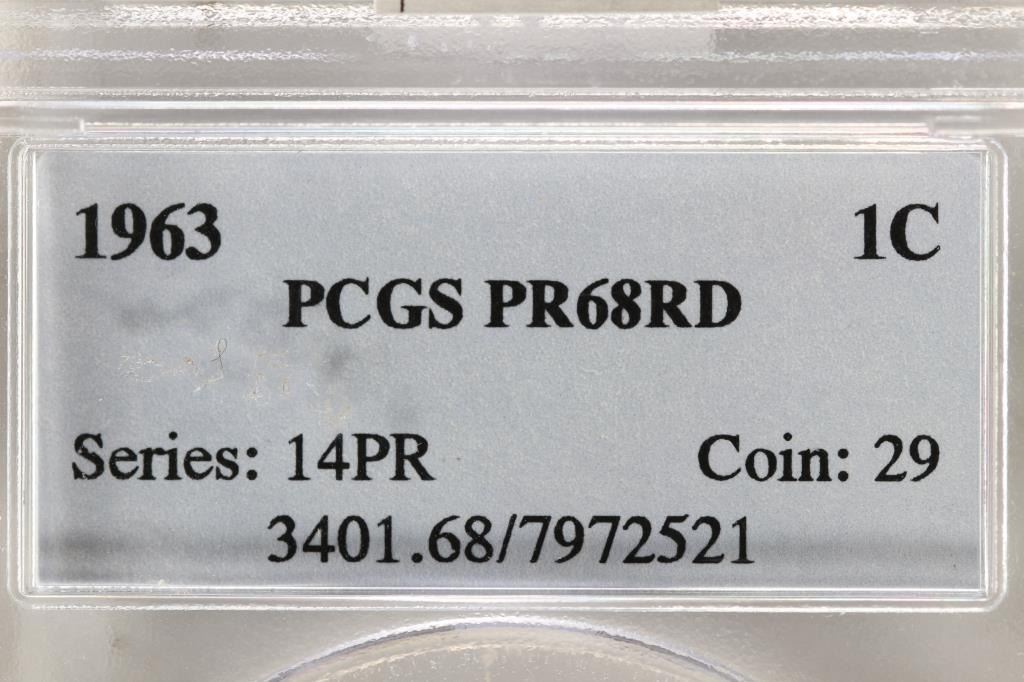 1963 1C
PCGS PR68RD
Series: 14PR Coin: 29
3401.68/7972521